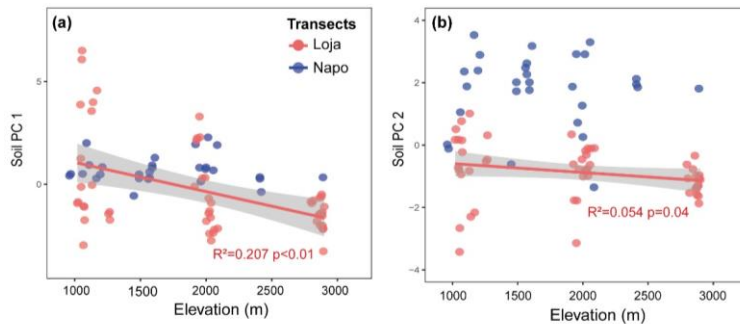 (a)
Transects
Loja
Napo
Soil PC 1
5
0
R²=0.207 p<0.01
1000 1500 2000 2500 3000
Elevation (m)
(b)
Soil PC 2
4
2
0
−2
−4
R²=0.054 p=0.04
1000 1500 2000 2500 3000
Elevation (m)